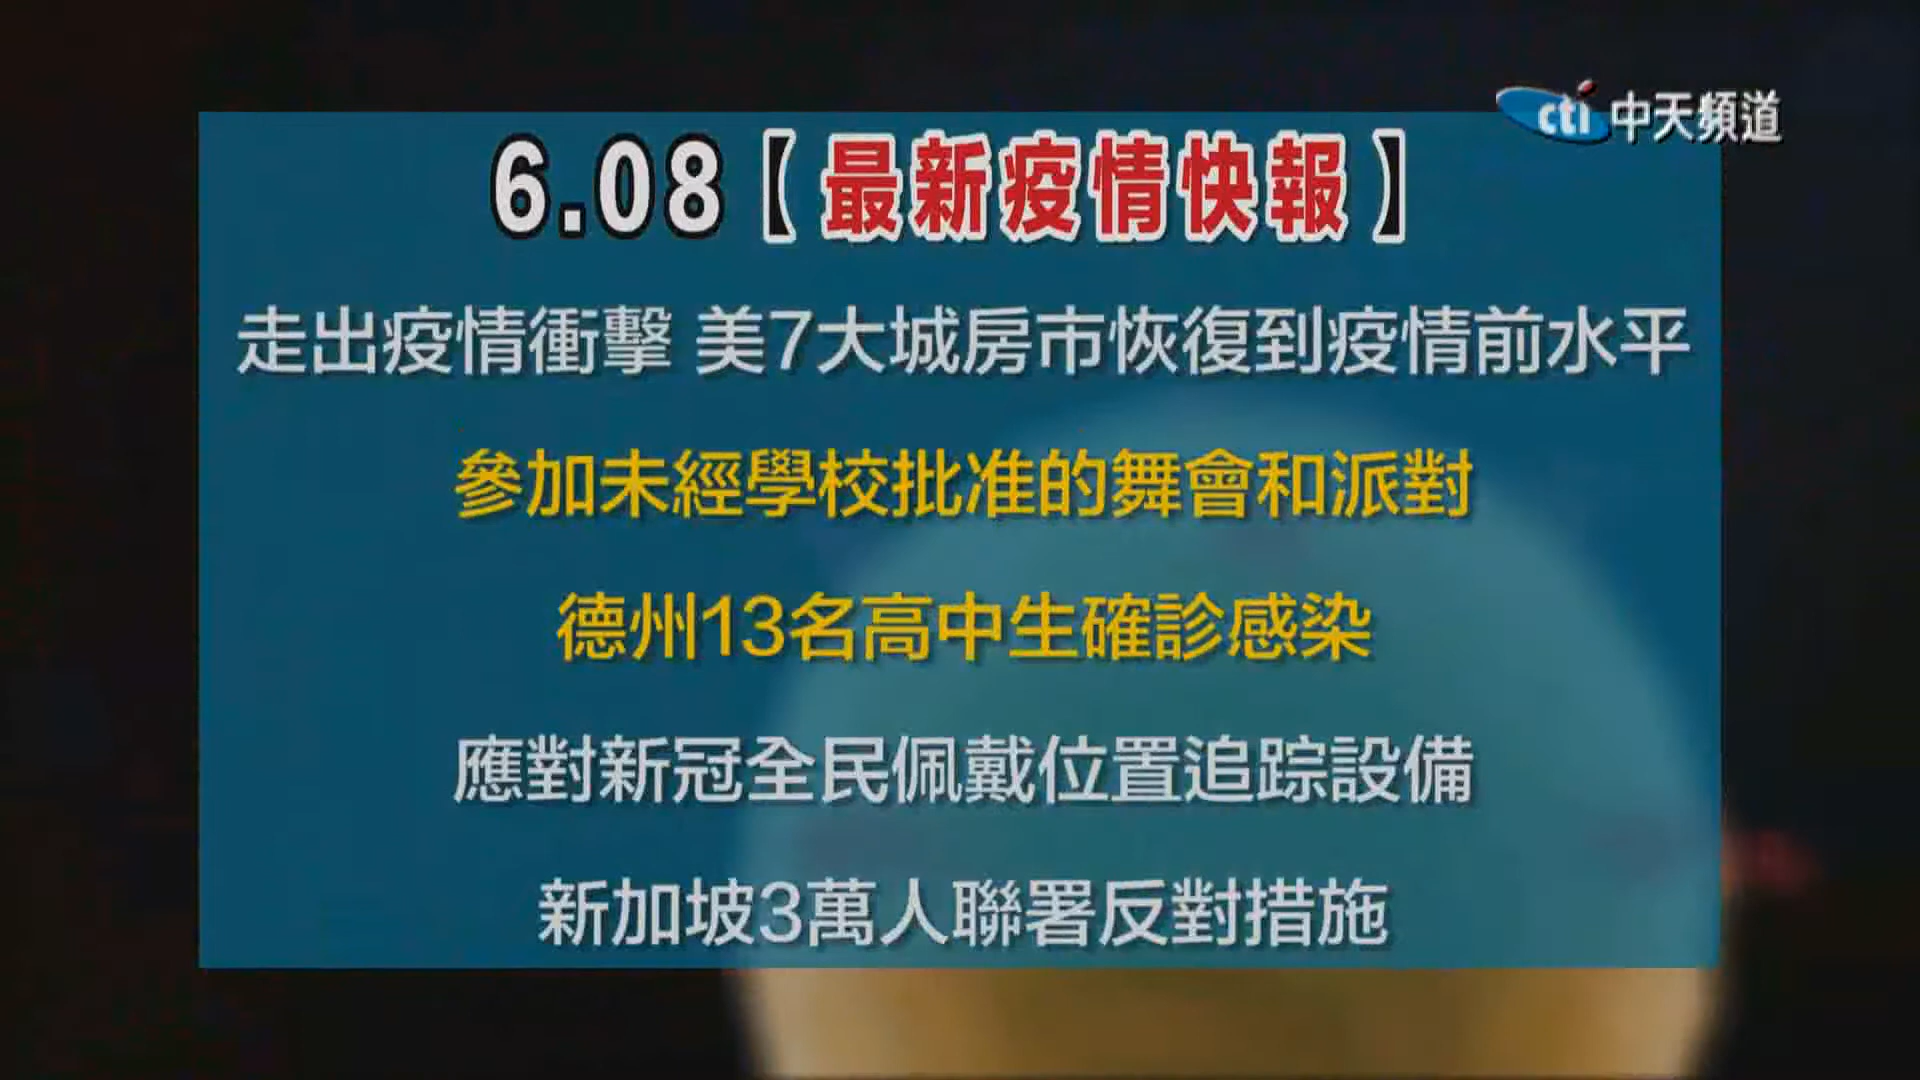 cti 中天頻道
6.08【最新疫情快報】
走出疫情衝擊 美7大城房市恢復到疫情前水平
參加未經學校批准的舞會和派對
德州13名高中生確診感染
應對新冠全民佩戴位置追踪設備
新加坡3萬人聯署反對措施